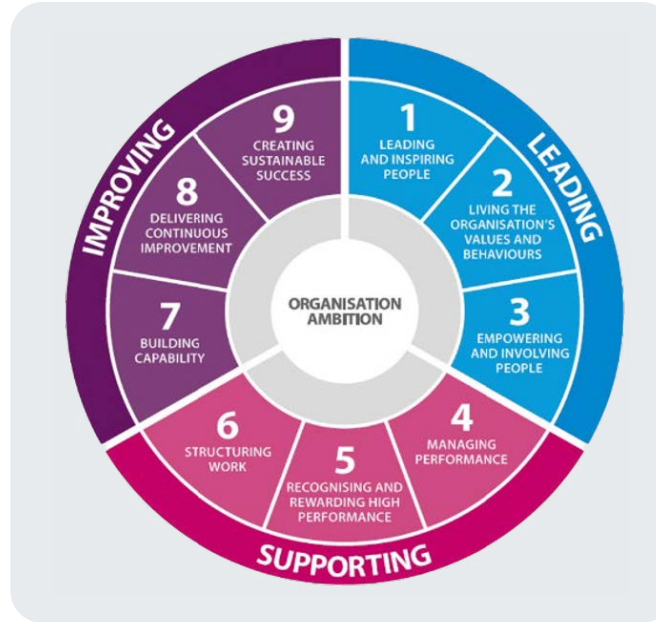 LEADING
1
LEADING
AND INSPIRING
PEOPLE
2
LIVING THE
ORGANISATION'S
VALUES AND
BEHAVIOURS
3
EMPOWERING
AND INVOLVING
PEOPLE
SUPPORTING
4
MANAGING
PERFORMANCE
5
RECOGNISING AND
REWARDING HIGH
PERFORMANCE
6
STRUCTURING
WORK
IMPROVING
7
BUILDING
CAPABILITY
8
DELIVERING
CONTINUOUS
IMPROVEMENT
9
CREATING
SUSTAINABLE
SUCCESS
ORGANISATION
AMBITION